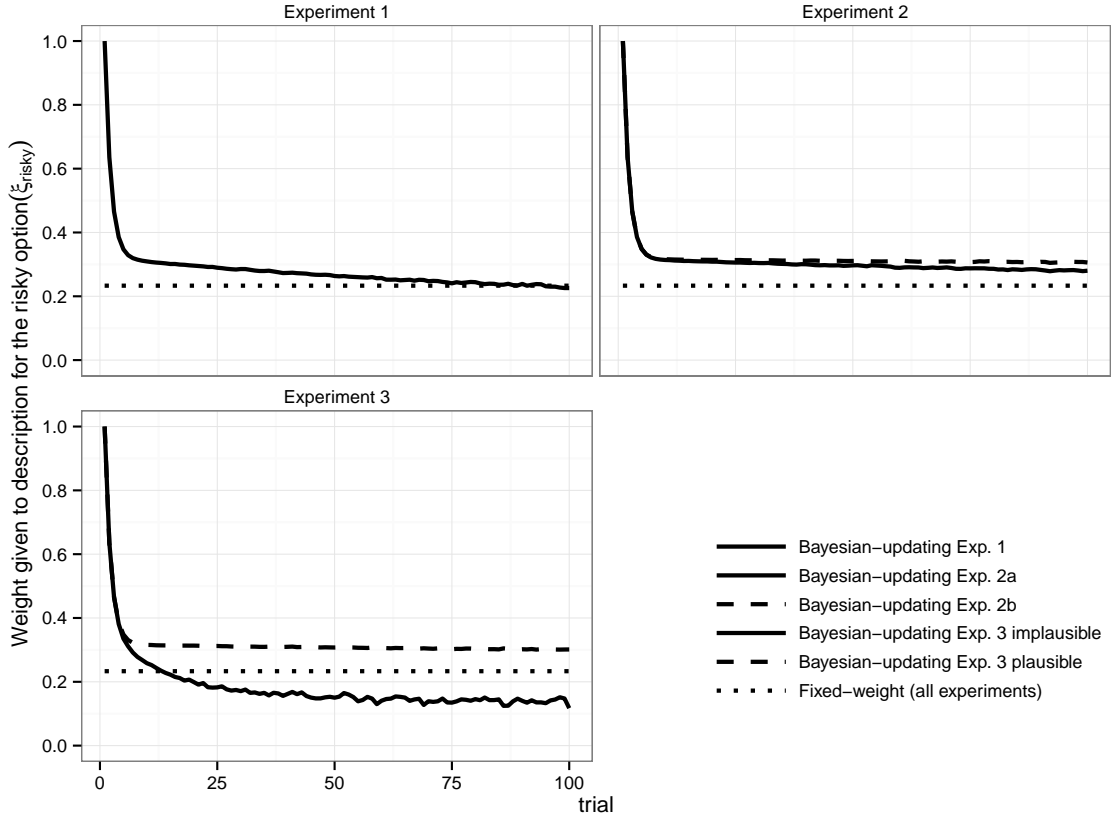 Experiment 1
Experiment 2
1.0
0.8
0.6
0.4
0.2
0.0
Weight given to description for the risky option(ξrisky)
Experiment 3
1.0
0.8
0.6
0.4
0.2
0.0
0
25
50
75
100
trial
Bayesian−updating Exp. 1
Bayesian−updating Exp. 2a
Bayesian−updating Exp. 2b
Bayesian−updating Exp. 3 implausible
Bayesian−updating Exp. 3 plausible
Fixed−weight (all experiments)